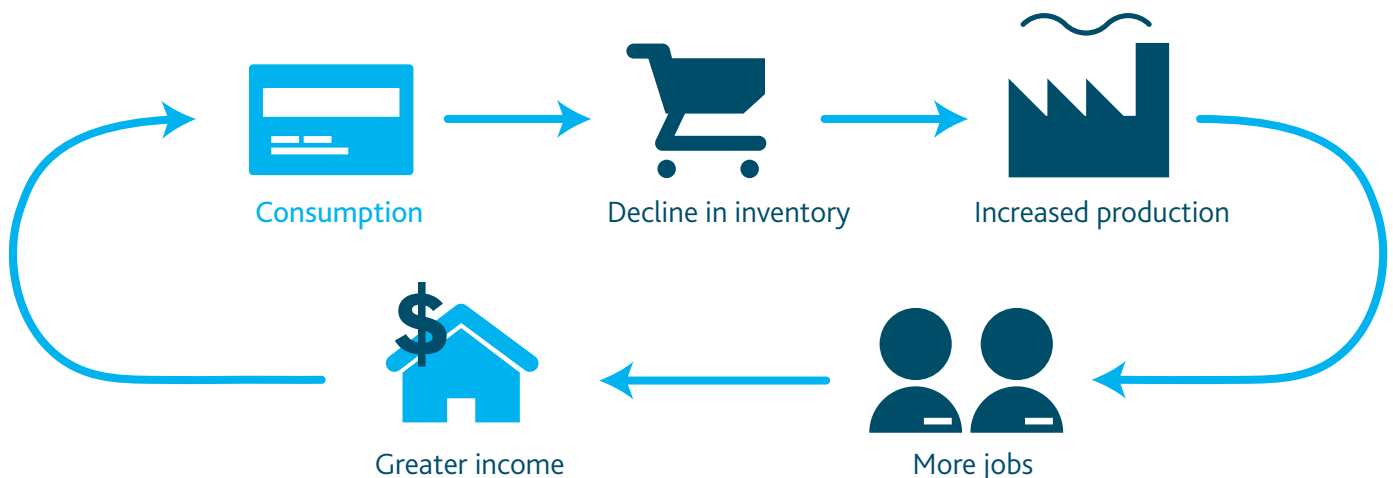 Consumption
Decline in inventory
Increased production
$
Greater income
More jobs